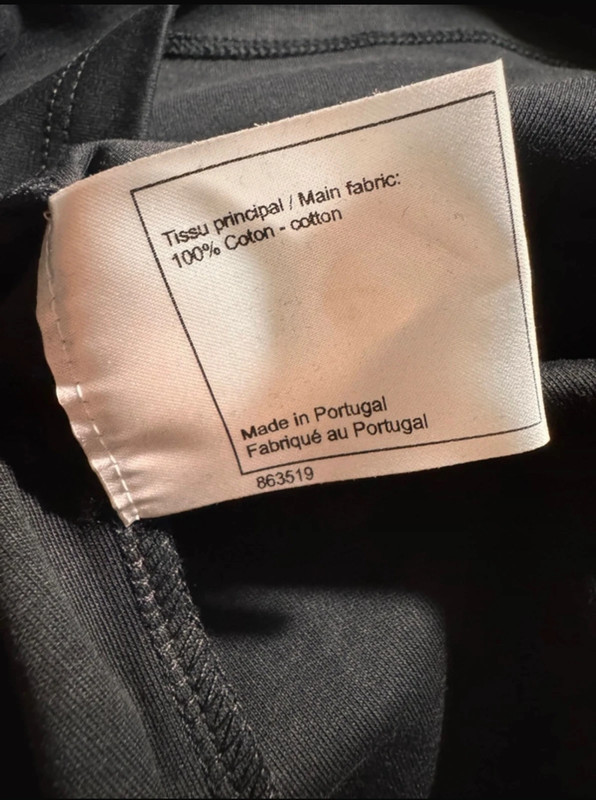 Tissu principal / Main fabric:
100% Coton - cotton
Made in Portugal
Fabriqué au Portugal
863519